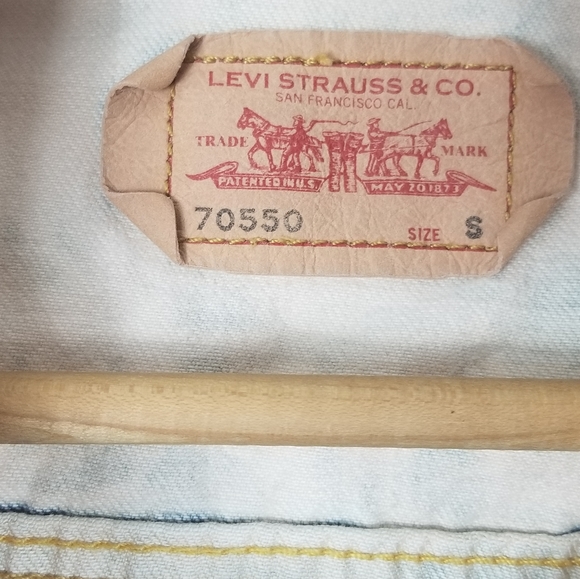 LEVI STRAUSS & CO.
SAN FRANCISCO CAL.
TRADE MARK
PATENTED IN U.S. MAY 20 1873
70550 SIZE S